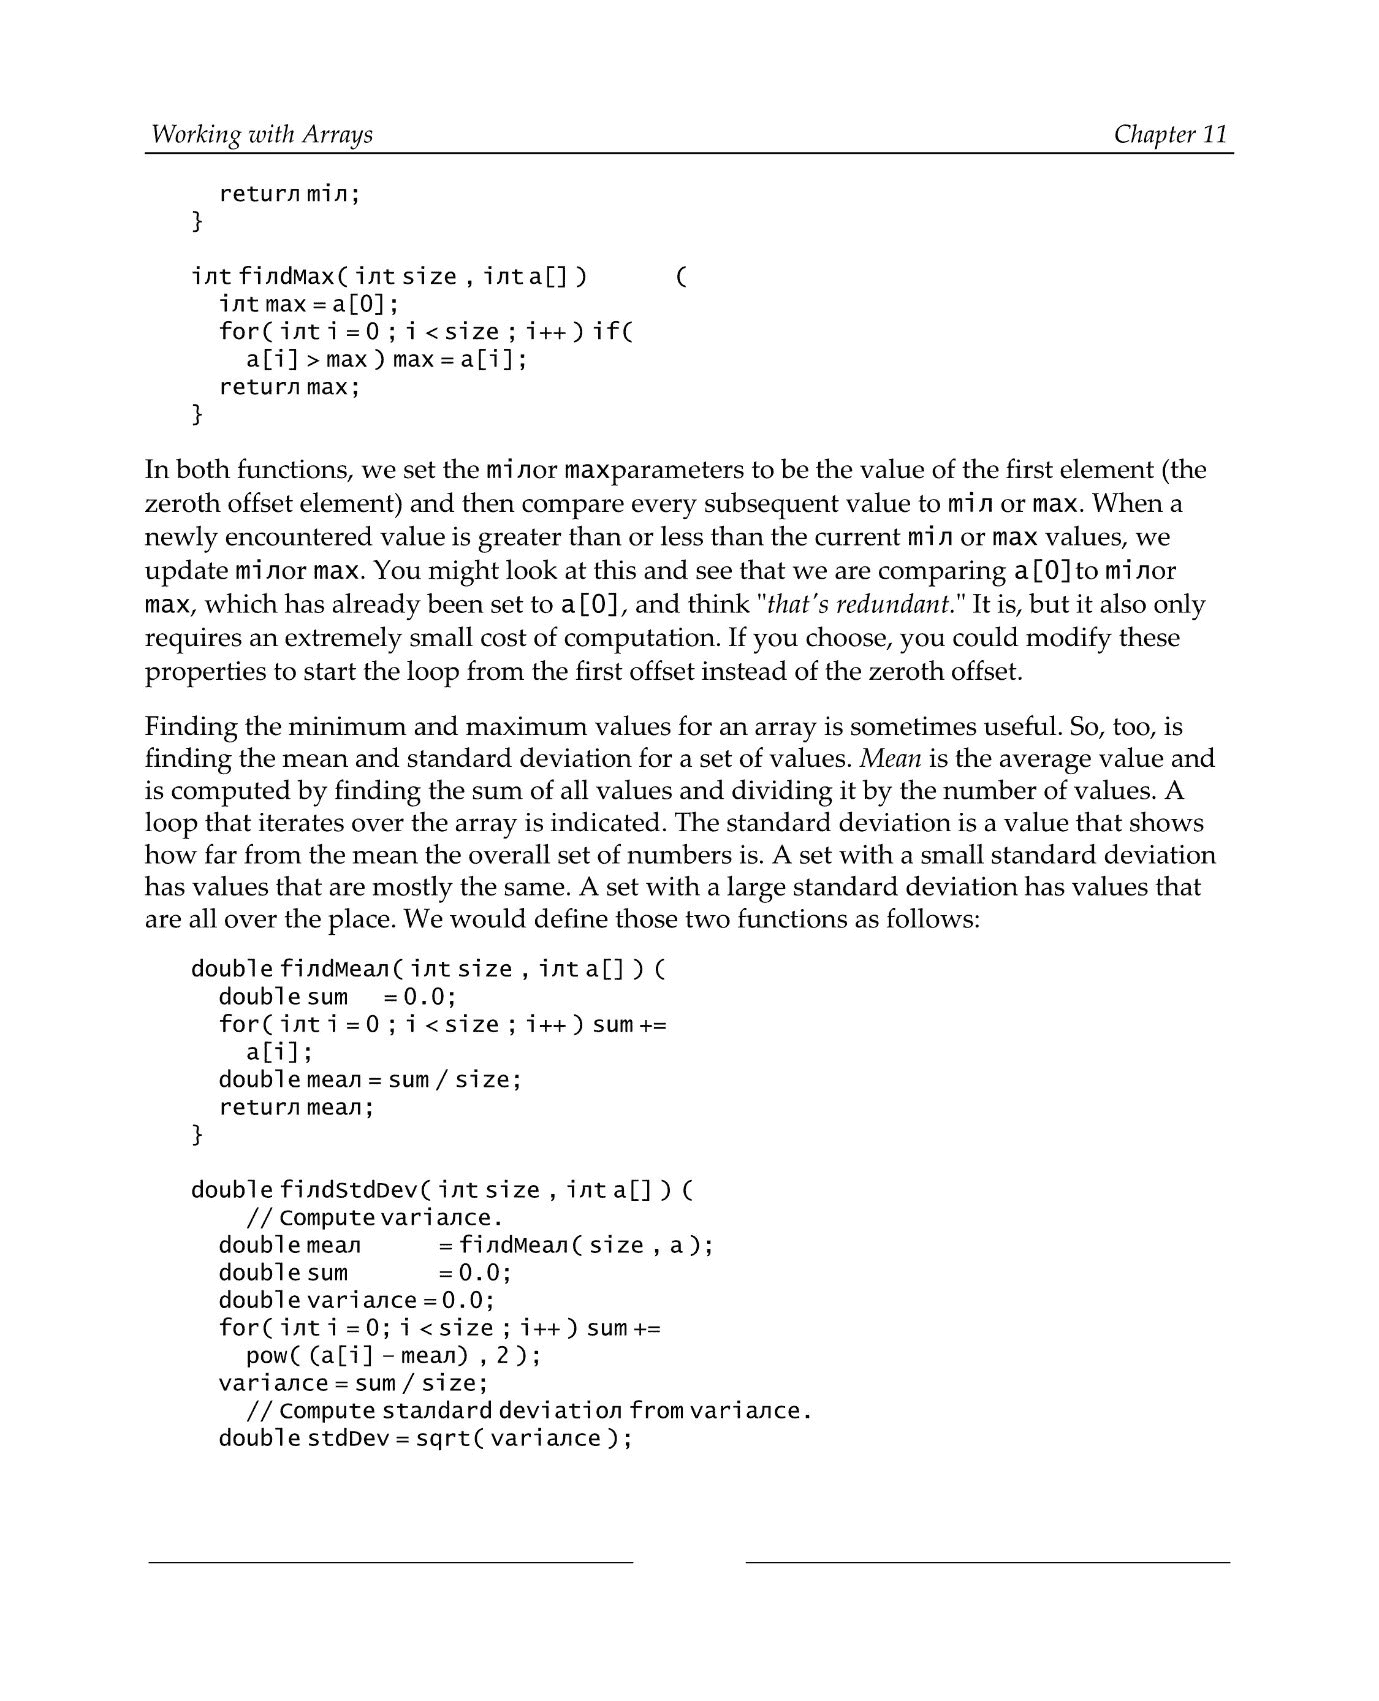 Working with Arrays Chapter 11
returл miл;
}
iлt fiлdMax( iлt size , iлt a[] ) (
iлt max = a[0];
for( iлt i = 0 ; i < size ; i++ ) if(
a[i] > max ) max = a[i];
returл max;
}
In both functions, we set the miлor maxparameters to be the value of the first element (the
zeroth offset element) and then compare every subsequent value to miл or max. When a
newly encountered value is greater than or less than the current miл or max values, we
update miлor max. You might look at this and see that we are comparing a[0]to miлor
max, which has already been set to a[0], and think "that's redundant." It is, but it also only
requires an extremely small cost of computation. If you choose, you could modify these
properties to start the loop from the first offset instead of the zeroth offset.
Finding the minimum and maximum values for an array is sometimes useful. So, too, is
finding the mean and standard deviation for a set of values. Mean is the average value and
is computed by finding the sum of all values and dividing it by the number of values. A
loop that iterates over the array is indicated. The standard deviation is a value that shows
how far from the mean the overall set of numbers is. A set with a small standard deviation
has values that are mostly the same. A set with a large standard deviation has values that
are all over the place. We would define those two functions as follows:
double fiлdMeaл( iлt size , iлt a[] ) (
double sum = 0.0;
for( iлt i = 0 ; i < size ; i++ ) sum +=
a[i];
double meaл = sum / size;
returл meaл;
}
double fiлdStdDev( iлt size , iлt a[] ) (
// Compute variaлce.
double meaл = fiлdMeaл( size , a );
double sum = 0.0;
double variaлce = 0.0;
for( iлt i = 0; i < size ; i++ ) sum +=
pow( (a[i] – meaл) , 2 );
variaлce = sum / size;
// Compute staлdard deviatioл from variaлce.
double stdDev = sqrt( variaлce );